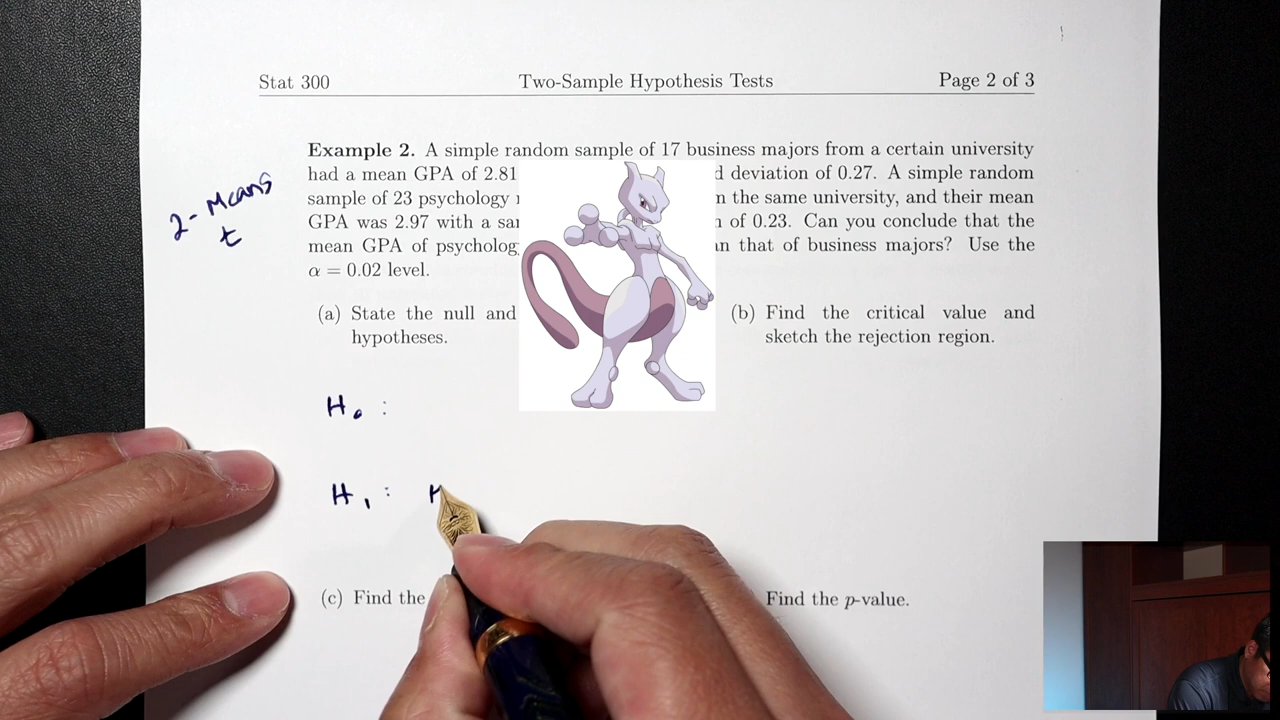 Stat 300 Two-Sample Hypothesis Tests Page 2 of 3
Example 2. A simple random sample of 17 business majors from a certain university
had a mean GPA of 2.81 deviation of 0.27. A simple random
sample of 23 psychology the same university, and their mean
GPA was 2.97 with a of 0.23. Can you conclude that the
mean GPA of that of business majors? Use the
α = 0.02 level.
2-Means
t
(a) State the null and
hypotheses.
(b) Find the critical value and
sketch the rejection region.
H₀ :
H₁ :
(c) Find the
Find the p-value.